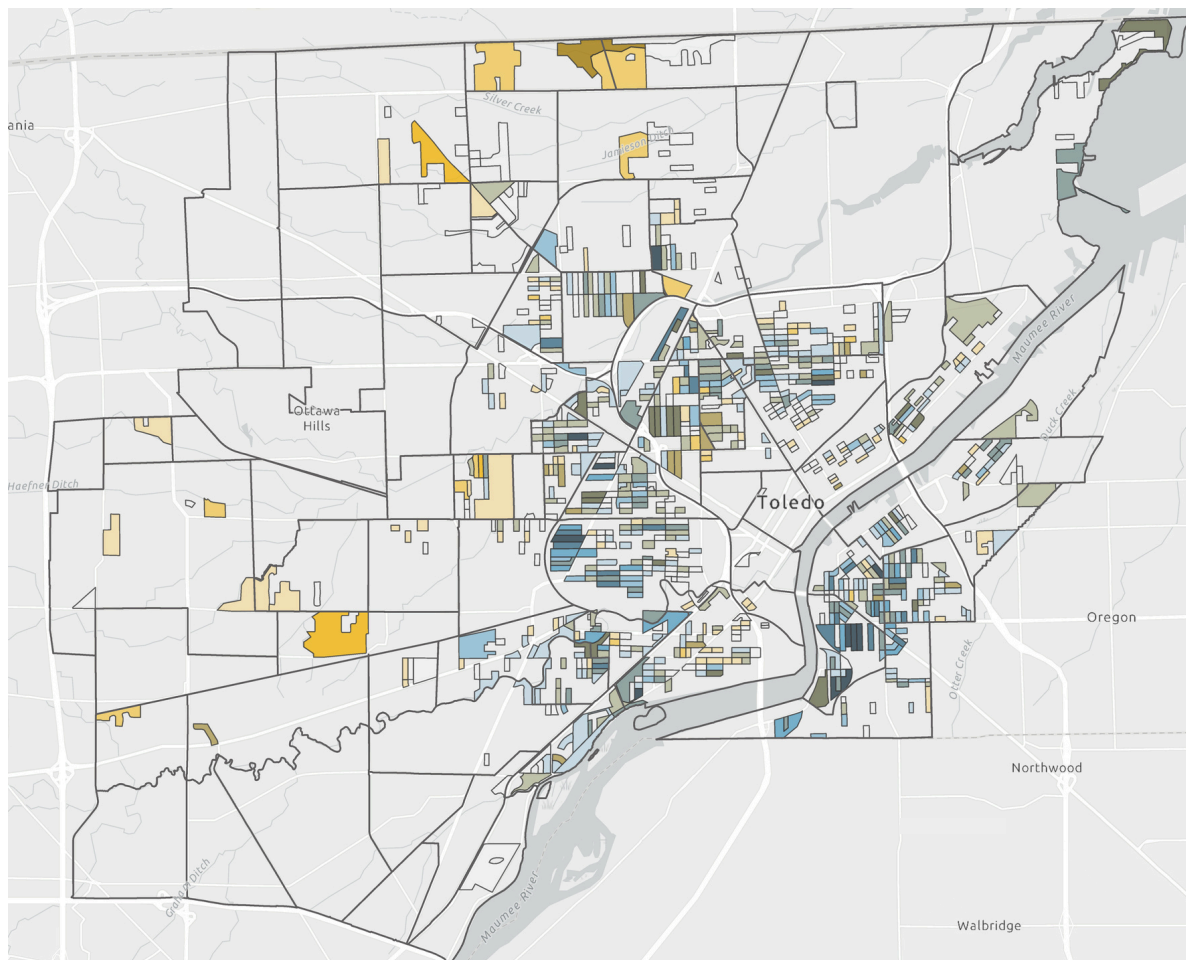 Silver Creek
ania
Jamieson Ditch
Maumee River
Ottawa
Hills
Duck Creek
Haefner Ditch
Toledo
Oregon
Otter Creek
Northwood
Graham Ditch
Maumee River
Walbridge